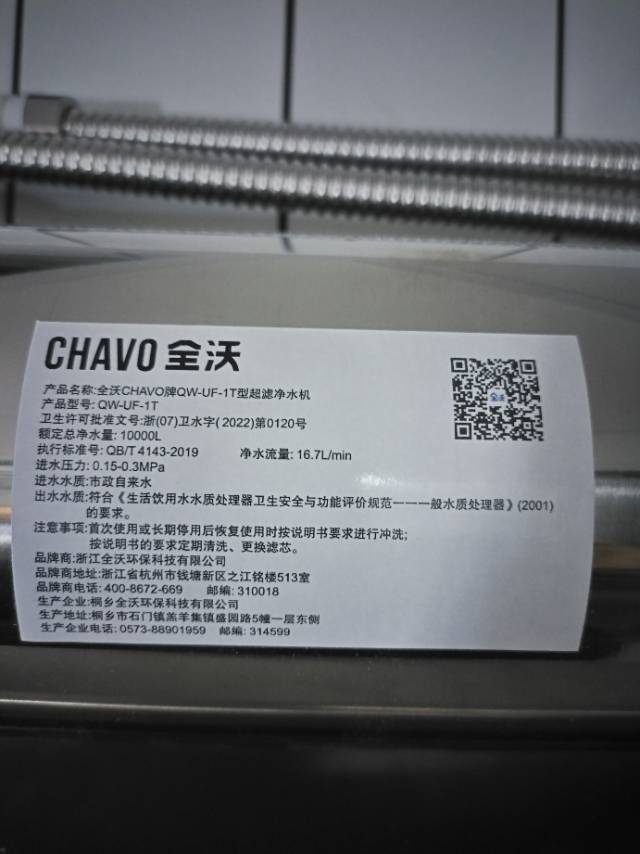 CHAVO 全沃
产品名称:全沃CHAVO牌QW-UF-1T型超滤净水机
产品型号: QW-UF-1T
卫生许可批准文号:浙(07)卫水字(2022)第0120号
额定总净水量: 10000L
执行标准号: QB/T 4143-2019 净水流量: 16.7L/min
进水压力: 0.15-0.3MPa
进水水质: 市政自来水
出水水质: 符合《生活饮用水水质处理器卫生安全与功能评价规范一一一般水质处理器》(2001)
的要求。
注意事项:首次使用或长期停用后恢复使用时按说明书要求进行冲洗;
按说明书的要求定期清洗、更换滤芯。
品牌商:浙江全沃环保科技有限公司
品牌商地址:浙江省杭州市钱塘新区之江铭楼513室
品牌商电话: 400-8672-669 邮编: 310018
生产企业: 桐乡全沃环保科技有限公司
生产地址: 桐乡市石门镇羔羊集镇盛园路5幢一层东侧
生产企业电话: 0573-88901959 邮编: 314599
全沃